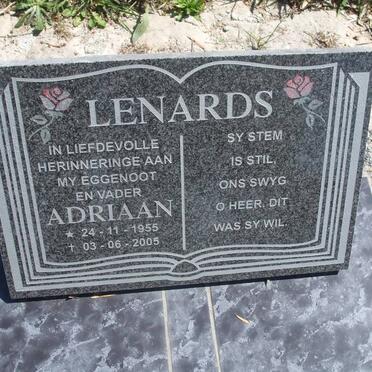 LENARDS
IN LIEFDEVOLLE
HERINNERINGE AAN
MY EGGENOOT
EN VADER
ADRIAAN
★ 24 - 11 - 1955
✝ 03 - 06 - 2005
SY STEM
IS STIL
ONS SWYG
O HEER, DIT
WAS SY WIL.